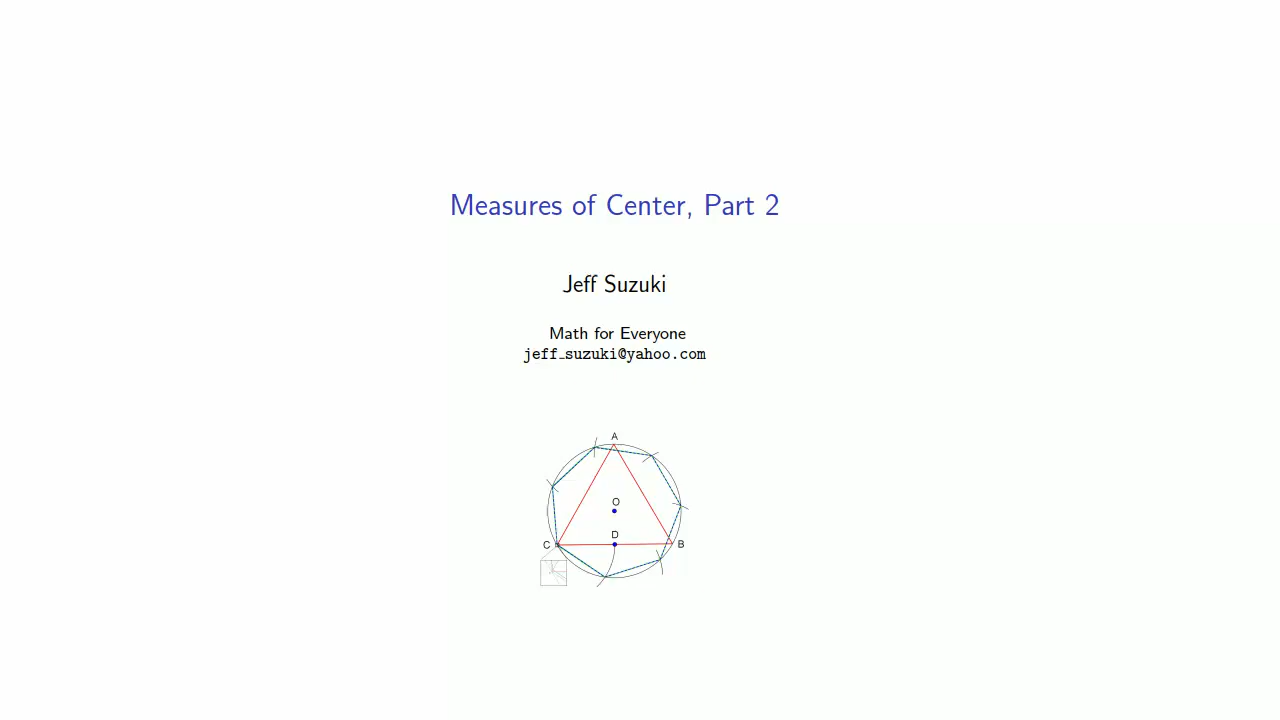 Measures of Center, Part 2
Jeff Suzuki
Math for Everyone
jeff_suzuki@yahoo.com
A
O
D
C
B